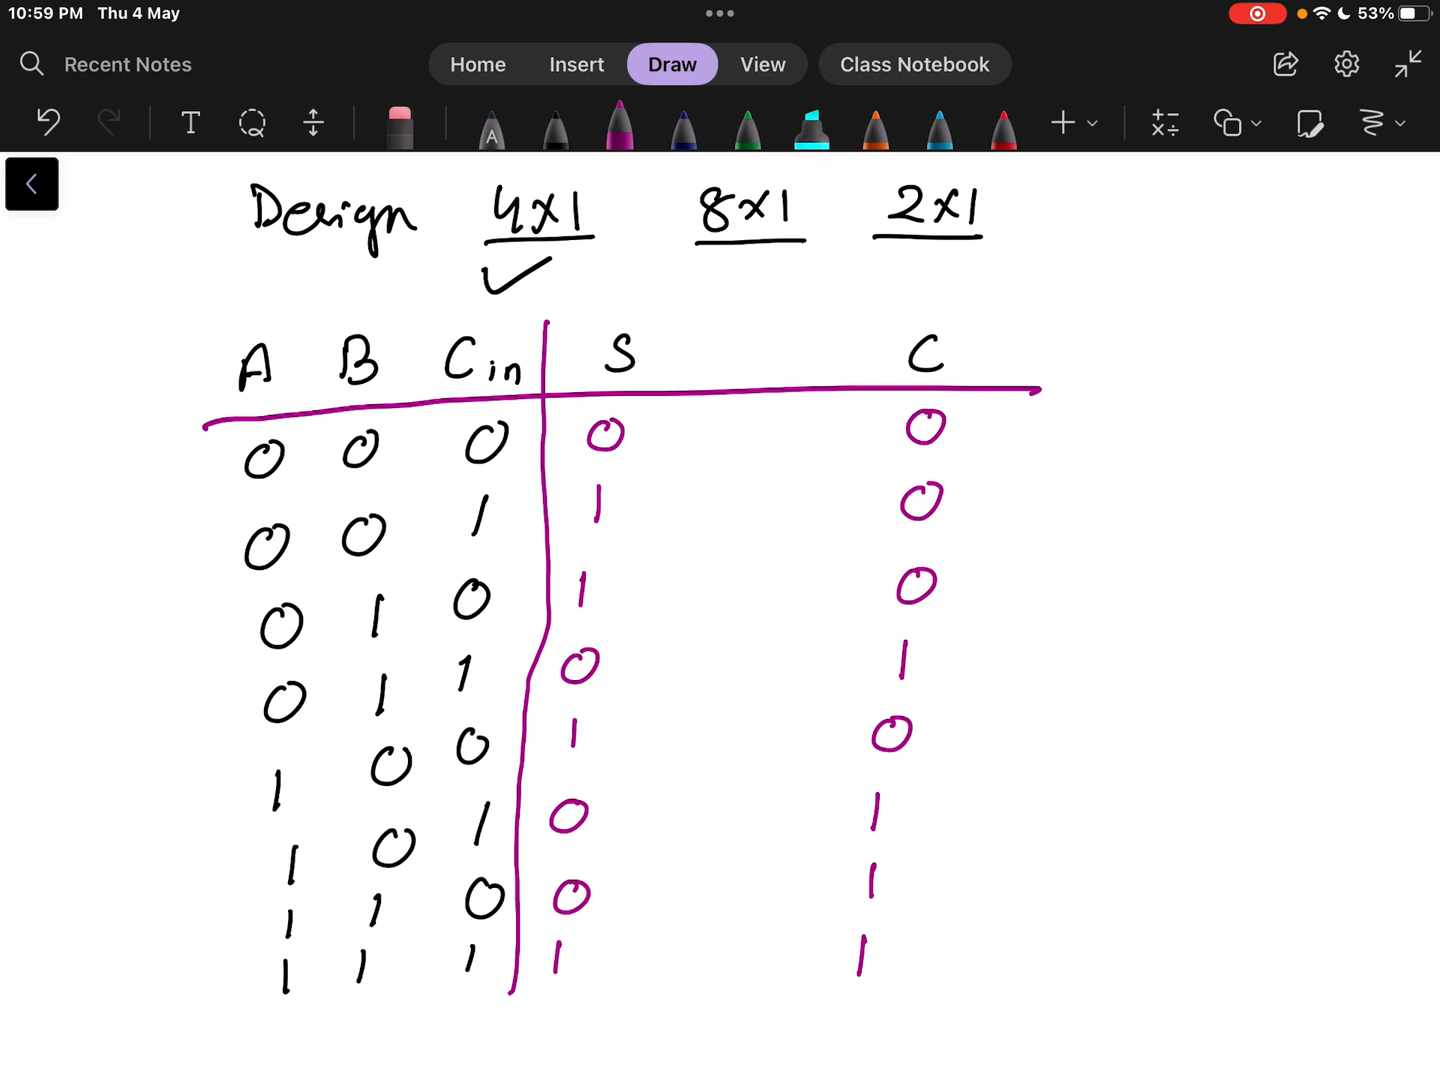 10:59 PM Thu 4 May 53%
Recent Notes Home Insert Draw View Class Notebook
T A
Design 4x1 8x1 2x1
A B Cin S C
0 0 0 0 0
0 0 1 1 0
0 1 0 1 0
0 1 1 0 1
1 0 0 1 0
1 0 1 0 1
1 1 0 0 1
1 1 1 1 1